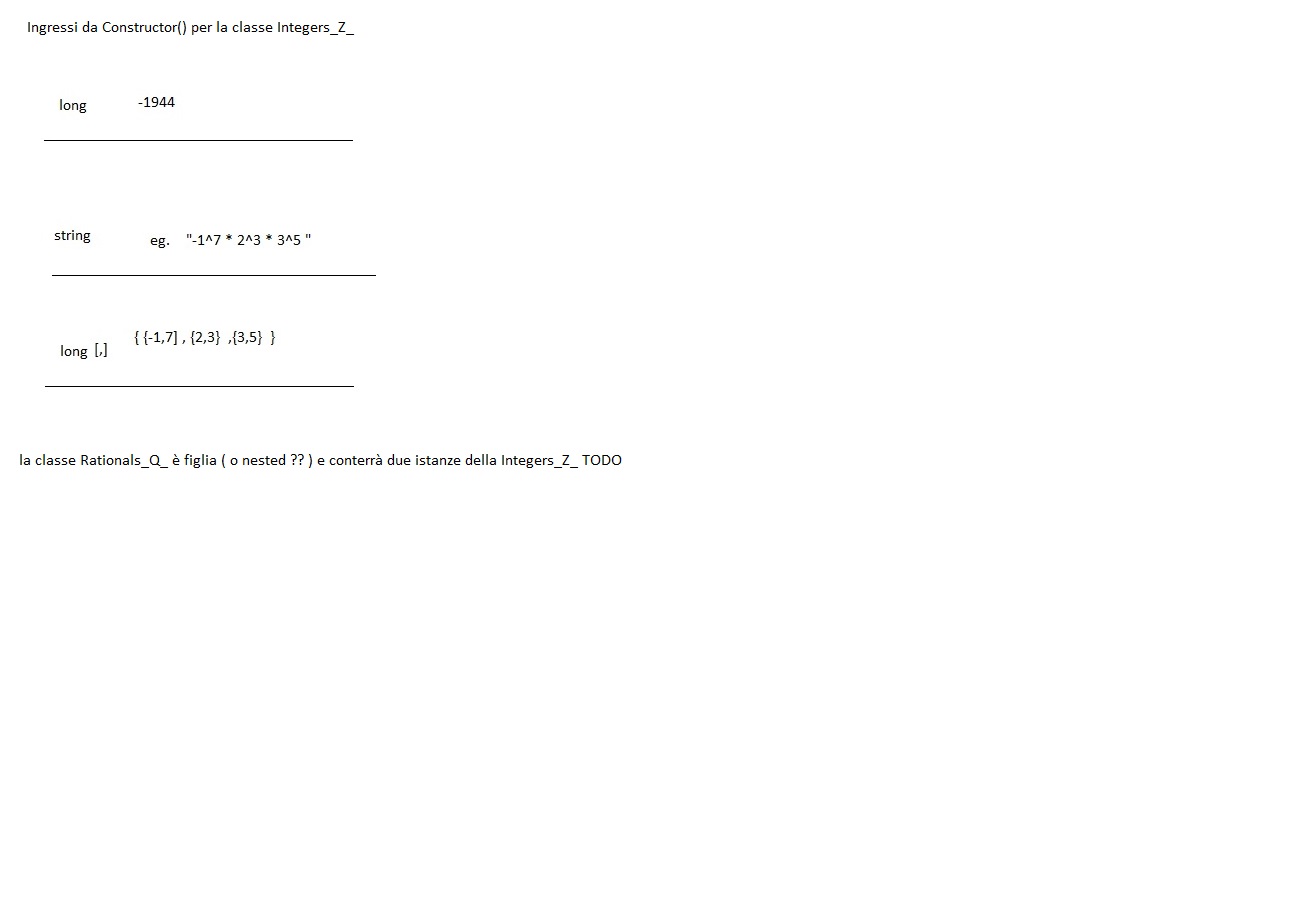 Ingressi da Constructor() per la classe Integers_Z_
long -1944
string eg. "-1^7 * 2^3 * 3^5 "
long [,] { {-1,7] , {2,3} ,{3,5} }
la classe Rationals_Q_ è figlia ( o nested ?? ) e conterrà due istanze della Integers_Z_ TODO